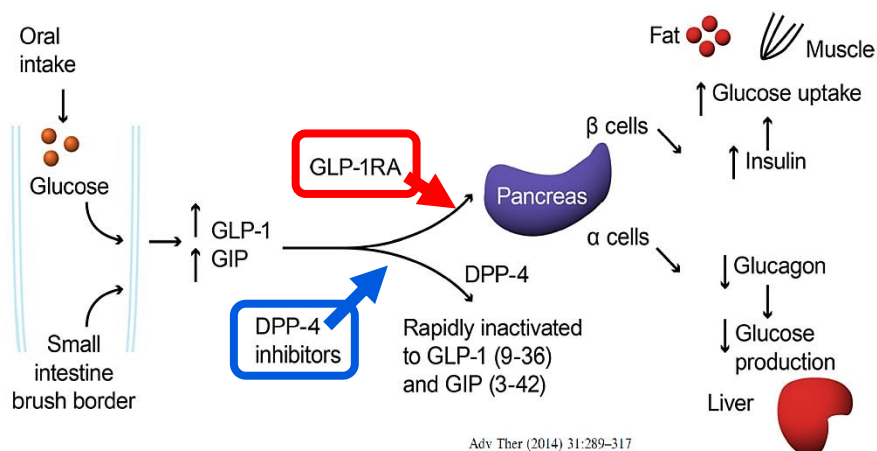 Oral
intake
Glucose
Small
intestine
brush border
GLP-1
GIP
GLP-1RA
DPP-4
inhibitors
DPP-4
Rapidly inactivated
to GLP-1 (9-36)
and GIP (3-42)
Pancreas
β cells
α cells
Fat
Muscle
Glucose uptake
Insulin
Glucagon
Glucose
production
Liver
Adv Ther (2014) 31:289–317